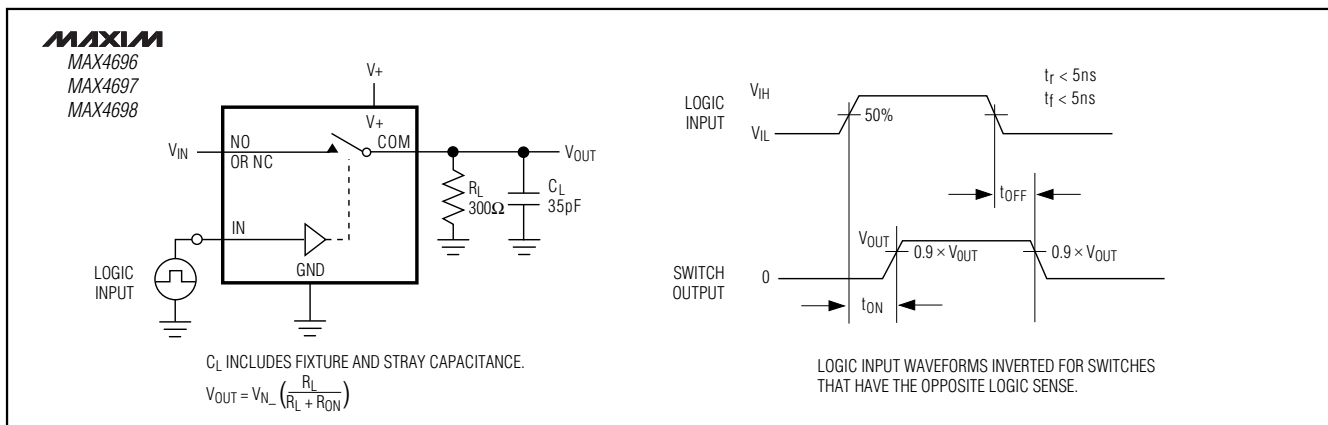 MAXIM
MAX4696
MAX4697
MAX4698
V+
V+
VIN
NO
OR NC
COM
VOUT
RL
300Ω
CL
35pF
IN
GND
LOGIC
INPUT
CL INCLUDES FIXTURE AND STRAY CAPACITANCE.
VOUT = VN_ (RL / RL + RON)
LOGIC
INPUT
VIH
VIL
50%
tr < 5ns
tf < 5ns
tOFF
VOUT
0.9 × VOUT
0.9 × VOUT
SWITCH
OUTPUT
0
tON
LOGIC INPUT WAVEFORMS INVERTED FOR SWITCHES
THAT HAVE THE OPPOSITE LOGIC SENSE.